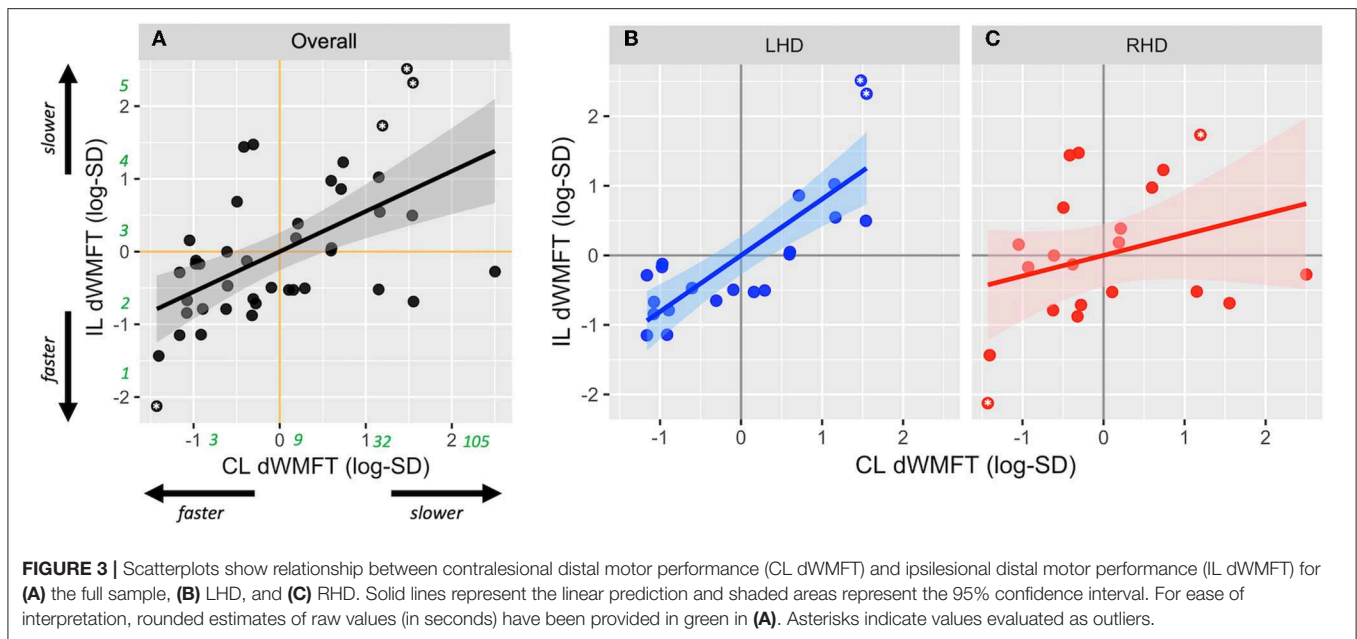 A
Overall
slower
faster
IL dWMFT (log-SD)
5
2
4
1
3
0
2
-1
1
-2
-1 3 0 9 1 32 2 105
CL dWMFT (log-SD)
faster
slower
B
LHD
C
RHD
IL dWMFT (log-SD)
2
1
0
-1
-2
-1 0 1 2
-1 0 1 2
CL dWMFT (log-SD)
FIGURE 3 | Scatterplots show relationship between contralesional distal motor performance (CL dWMFT) and ipsilesional distal motor performance (IL dWMFT) for
(A) the full sample, (B) LHD, and (C) RHD. Solid lines represent the linear prediction and shaded areas represent the 95% confidence interval. For ease of
interpretation, rounded estimates of raw values (in seconds) have been provided in green in (A). Asterisks indicate values evaluated as outliers.